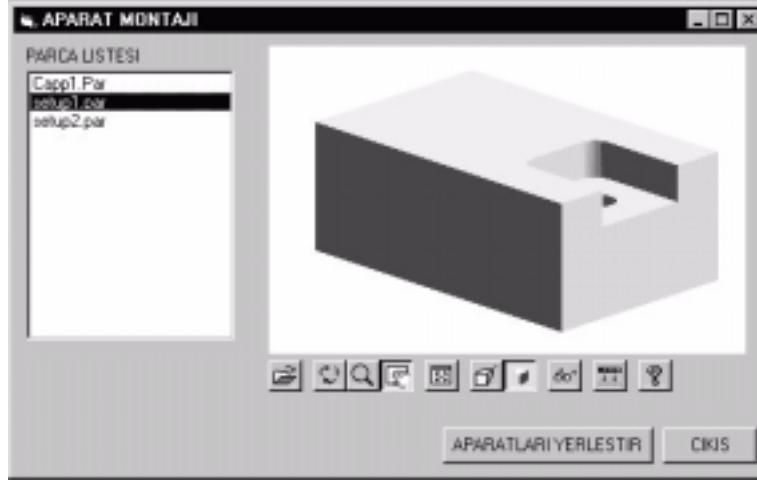 APARAT MONTAJI
PARCA LISTESI
Capp1.Par
setup1.par
setup2.par
APARATLARI YERLESTIR
CIKIS